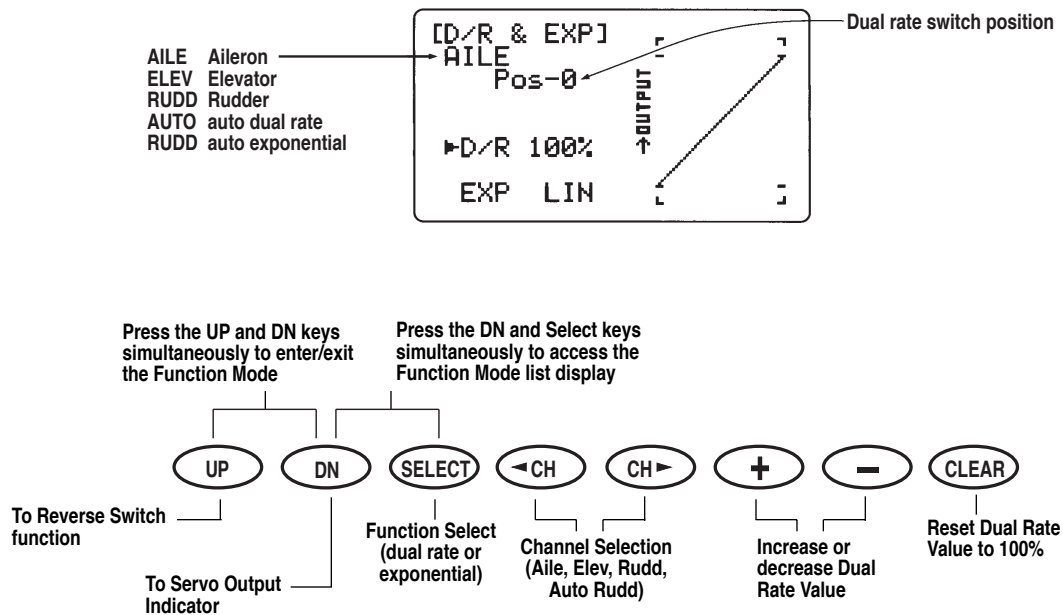 Dual rate switch position
[D/R & EXP]
AILE
Pos-0
→OUTPUT
D/R 100%
EXP LIN
AILE Aileron
ELEV Elevator
RUDD Rudder
AUTO auto dual rate
RUDD auto exponential
Press the UP and DN keys
simultaneously to enter/exit
the Function Mode
Press the DN and Select keys
simultaneously to access the
Function Mode list display
UP
DN
SELECT
◄CH
CH►
+
–
CLEAR
To Reverse Switch
function
To Servo Output
Indicator
Function Select
(dual rate or
exponential)
Channel Selection
(Aile, Elev, Rudd,
Auto Rudd)
Increase or
decrease Dual
Rate Value
Reset Dual Rate
Value to 100%